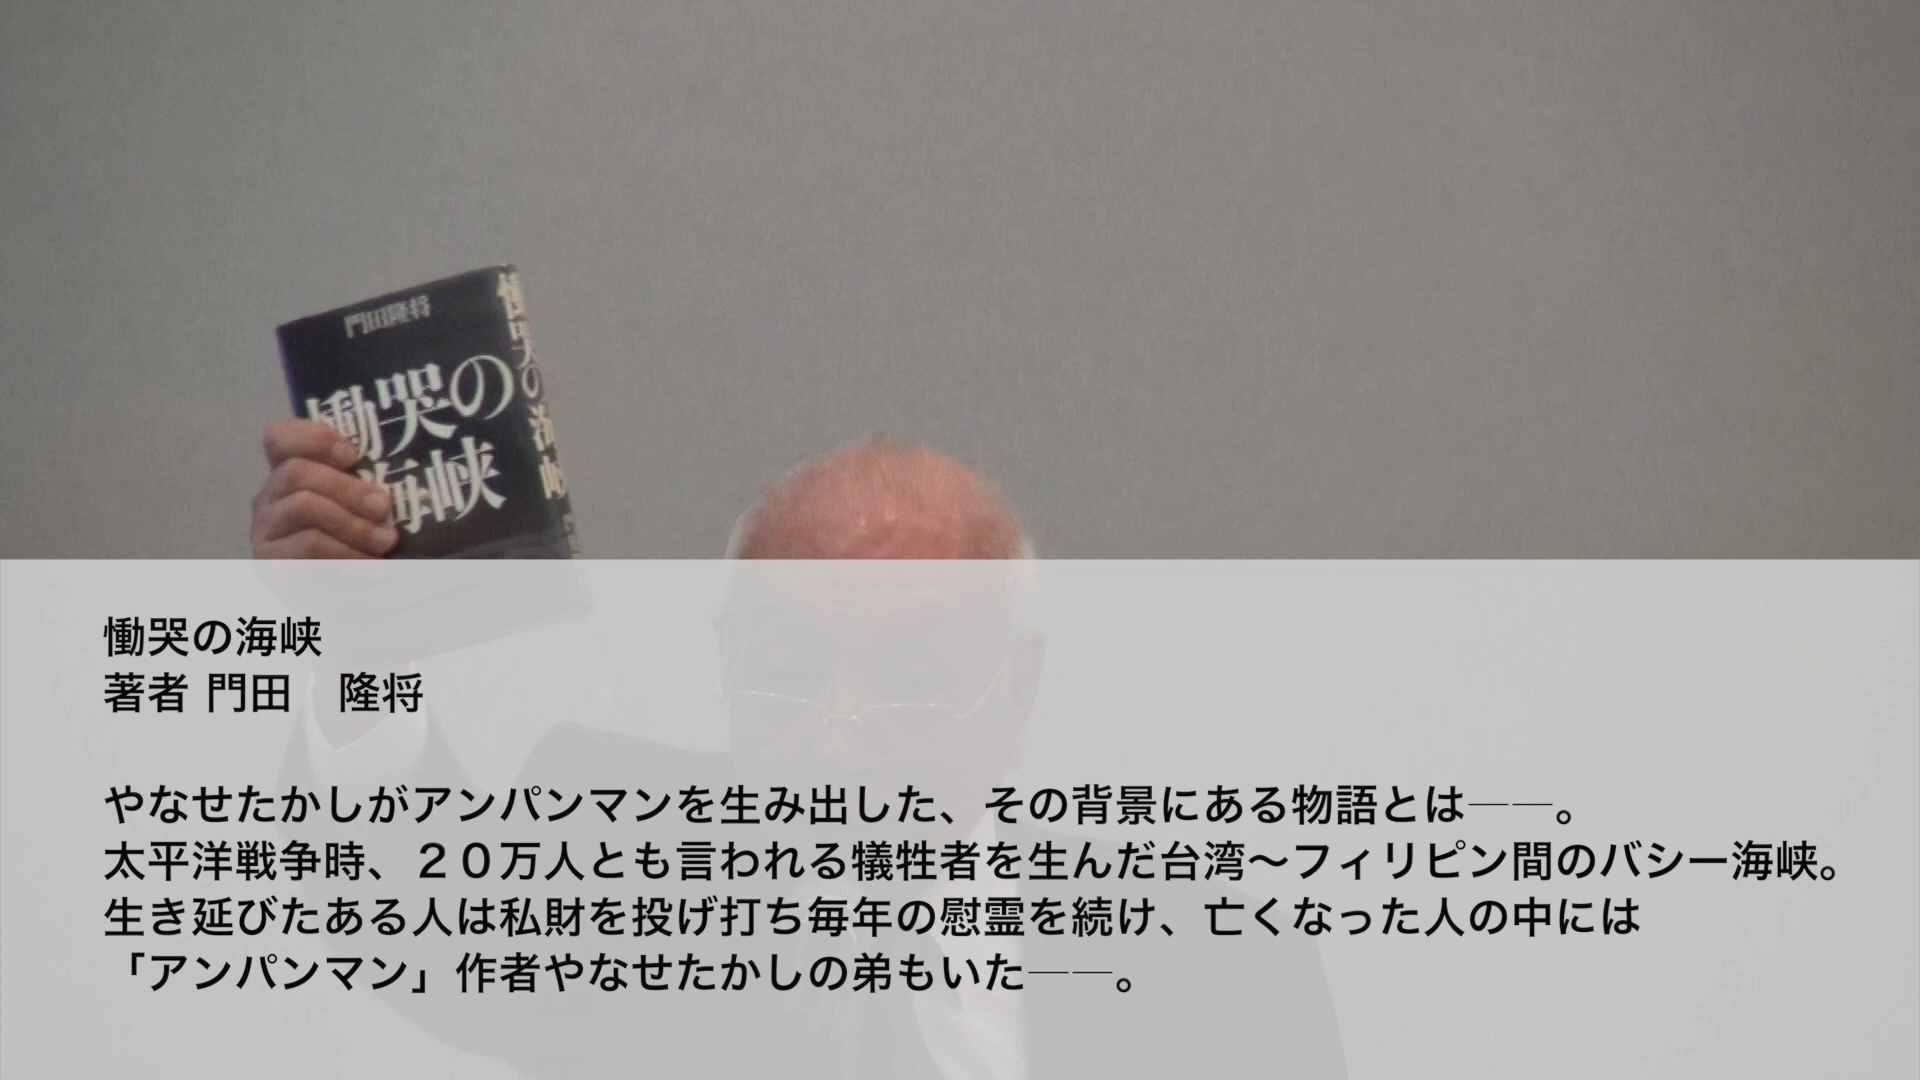 門田隆将
慟哭の
海峡
慟哭の海峡
慟哭の海峡
著者 門田　隆将
やなせたかしがアンパンマンを生み出した、その背景にある物語とは――。
太平洋戦争時、２０万人とも言われる犠牲者を生んだ台湾〜フィリピン間のバシー海峡。
生き延びたある人は私財を投げ打ち毎年の慰霊を続け、亡くなった人の中には
「アンパンマン」作者やなせたかしの弟もいた――。